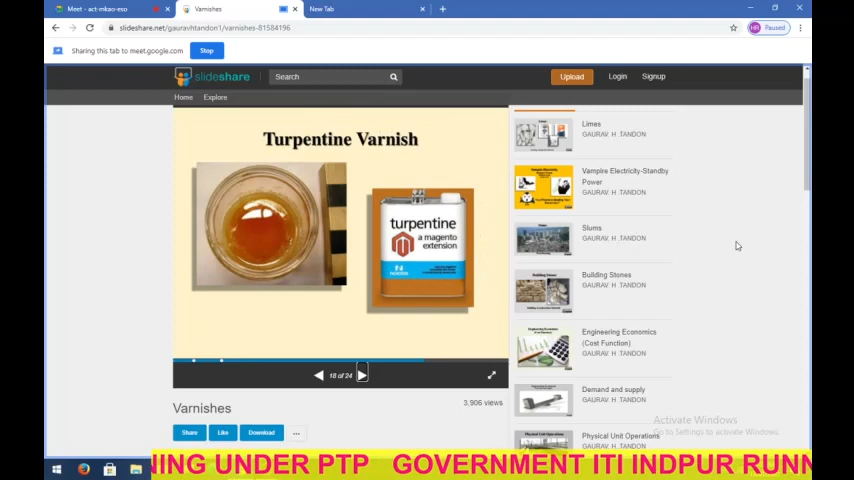 Meet - act-mkao-eso
Varnishes
New Tab
slideshare.net/gauravhtandon1/varnishes-81584196
HR
Paused
Sharing this tab to meet.google.com
Stop
slideshare
Search
Upload
Login
Signup
Home
Explore
Turpentine Varnish
turpentine
a magento
extension
18 of 24
Varnishes
3,906 views
Share
Like
Download
Limes
GAURAV. H .TANDON
Vampire Electricity-Standby
Power
GAURAV. H .TANDON
Slums
GAURAV. H .TANDON
Building Stones
GAURAV. H .TANDON
Engineering Economics
(Cost Function)
GAURAV. H .TANDON
Demand and supply
GAURAV. H .TANDON
Physical Unit Operations
Activate Windows
Go to Settings to activate Windows.
NING UNDER PTP GOVERNMENT ITI INDPUR RUNN